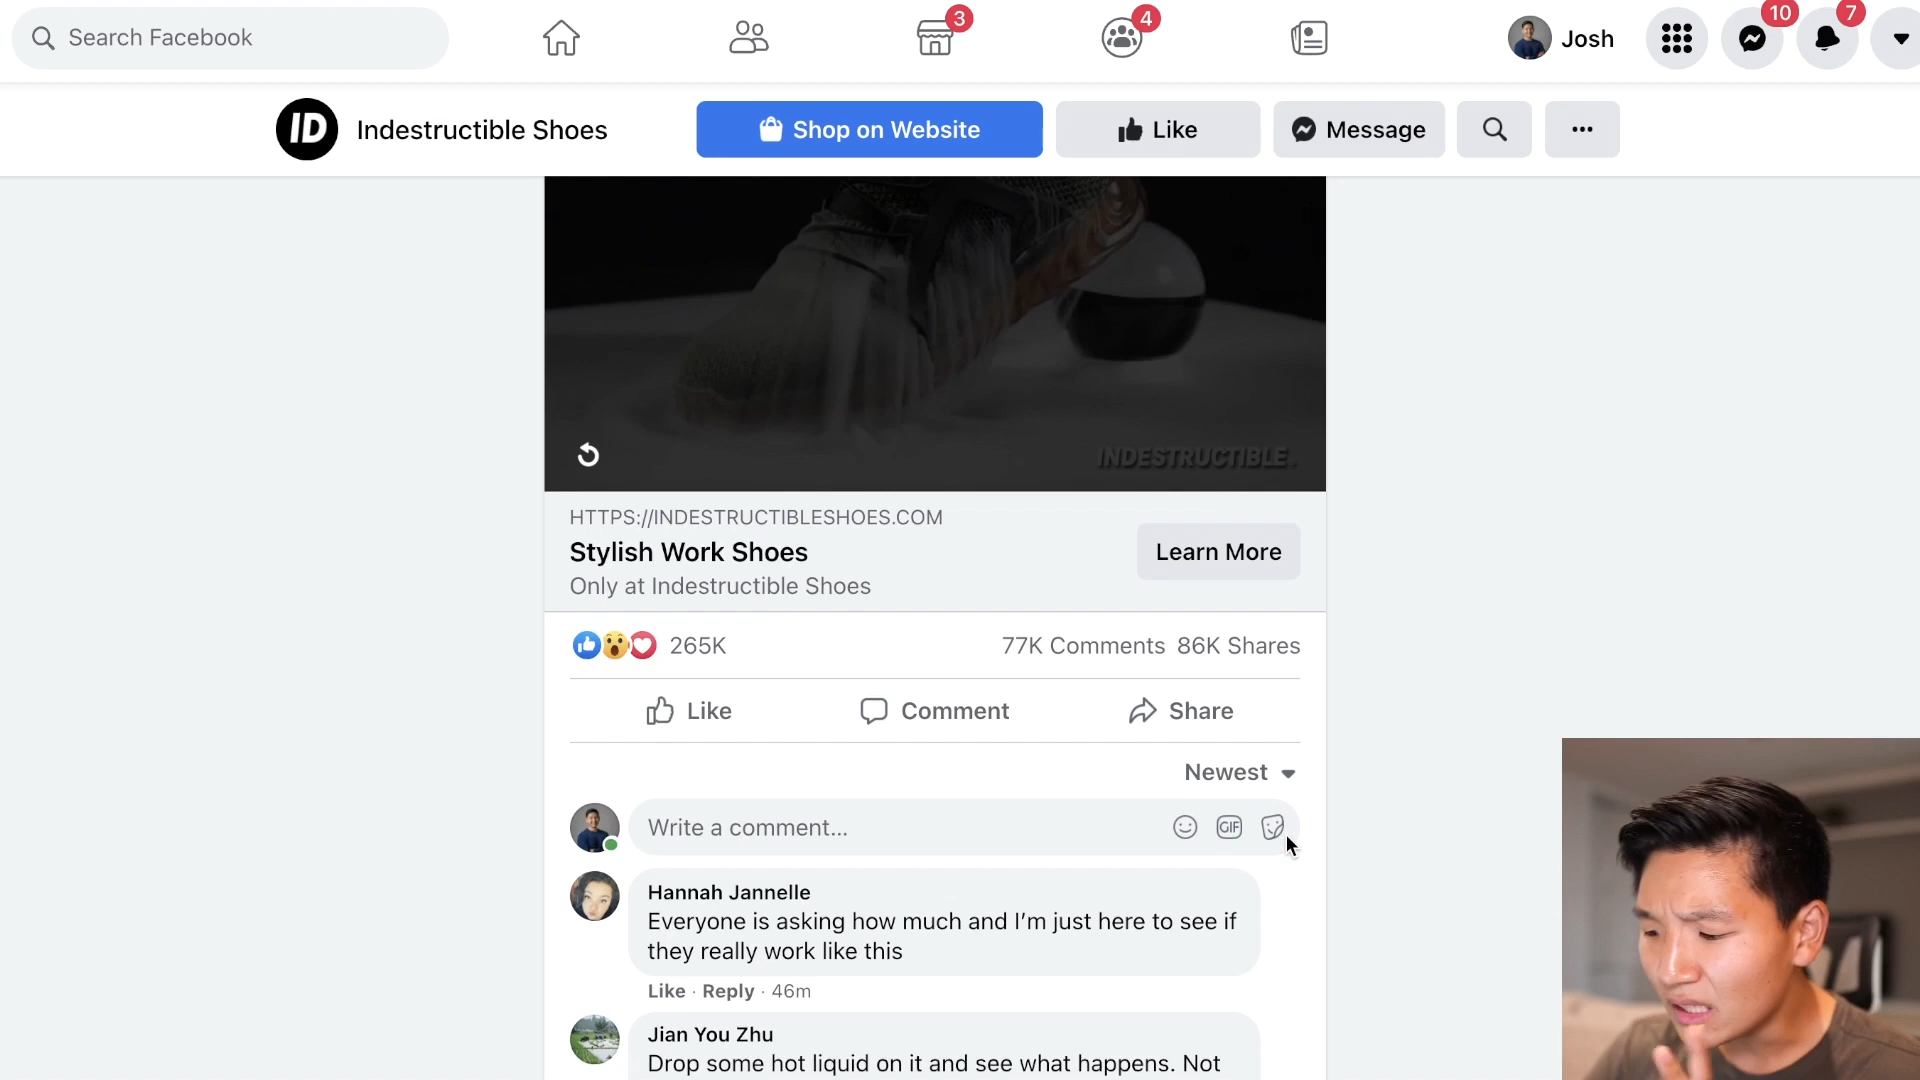 Search Facebook
3
4
Josh
10
7
ID
Indestructible Shoes
Shop on Website
Like
Message
INDESTRUCTIBLE.
HTTPS://INDESTRUCTIBLESHOES.COM
Stylish Work Shoes
Only at Indestructible Shoes
Learn More
265K
77K Comments 86K Shares
Like
Comment
Share
Newest
Write a comment...
GIF
Hannah Jannelle
Everyone is asking how much and I'm just here to see if
they really work like this
Like · Reply · 46m
Jian You Zhu
Drop some hot liquid on it and see what happens. Not